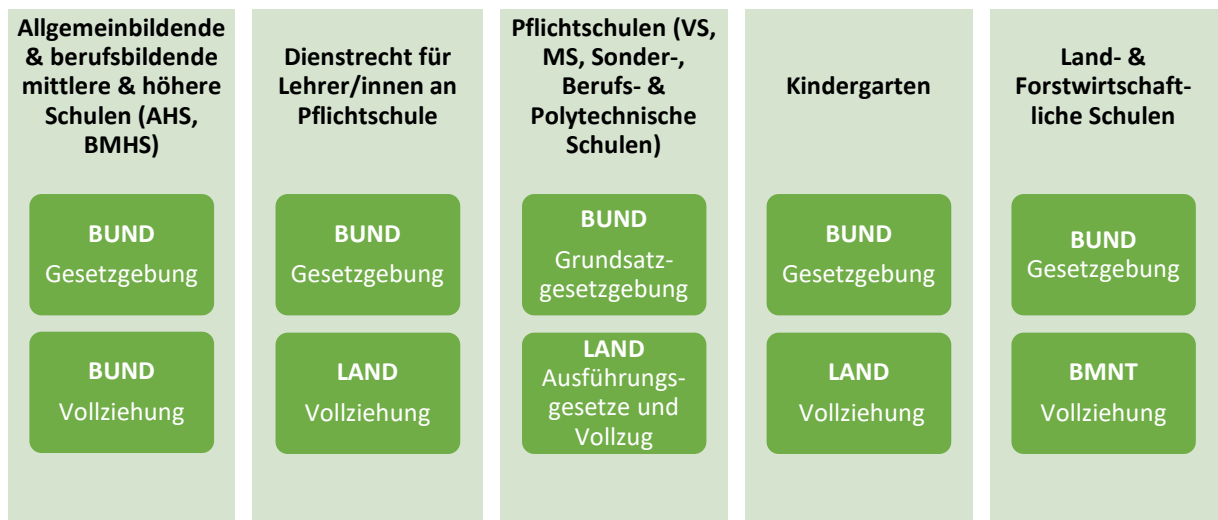 Allgemeinbildende
& berufsbildende
mittlere & höhere
Schulen (AHS,
BMHS)
BUND
Gesetzgebung
BUND
Vollziehung
Dienstrecht für
Lehrer/innen an
Pflichtschule
BUND
Gesetzgebung
LAND
Vollziehung
Pflichtschulen (VS,
MS, Sonder-,
Berufs- &
Polytechnische
Schulen)
BUND
Grundsatz-
gesetzgebung
LAND
Ausführungs-
gesetze und
Vollzug
Kindergarten
BUND
Gesetzgebung
LAND
Vollziehung
Land- &
Forstwirtschaft-
liche Schulen
BUND
Gesetzgebung
BMNT
Vollziehung